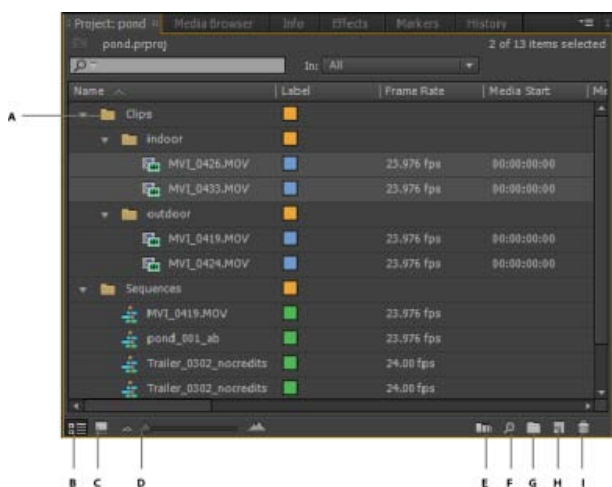 Project: pond Media Browser Info Effects Markers History
pond.prproj 2 of 13 items selected
In: All
Name Label Frame Rate Media Start Me
A Clips
indoor
MVI_0426.MOV 23.976 fps 00:00:00:00
MVI_0433.MOV 23.976 fps 00:00:00:00
outdoor
MVI_0419.MOV 23.976 fps 00:00:00:00
MVI_0424.MOV 23.976 fps 00:00:00:00
Sequences
MVI_0419.MOV 23.976 fps
pond_001_ab 23.976 fps
Trailer_0302_nocredits 24.00 fps
Trailer_0302_nocredits 24.00 fps
B C D E F G H I